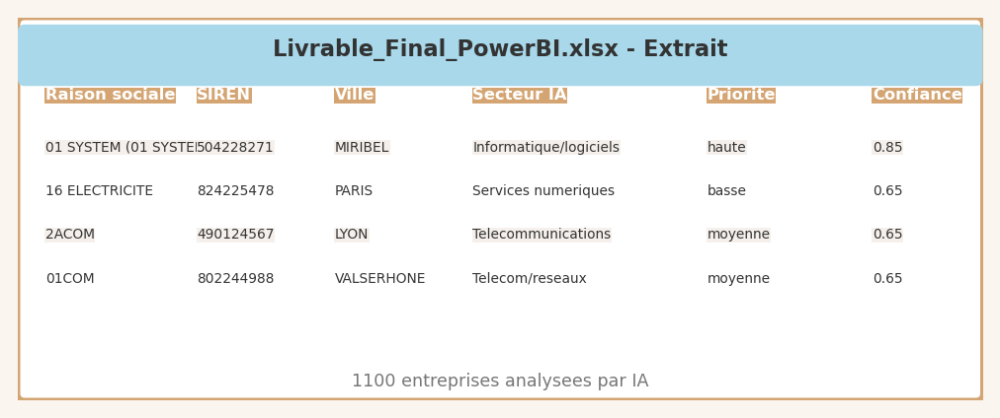 Livrable_Final_PowerBI.xlsx - Extrait
Raison sociale SIREN Ville Secteur IA Priorite Confiance
01 SYSTEM (01 SYSTE 504228271 MIRIBEL Informatique/logiciels haute 0.85
16 ELECTRICITE 824225478 PARIS Services numeriques basse 0.65
2ACOM 490124567 LYON Telecommunications moyenne 0.65
01COM 802244988 VALSERHONE Telecom/reseaux moyenne 0.65
1100 entreprises analysees par IA